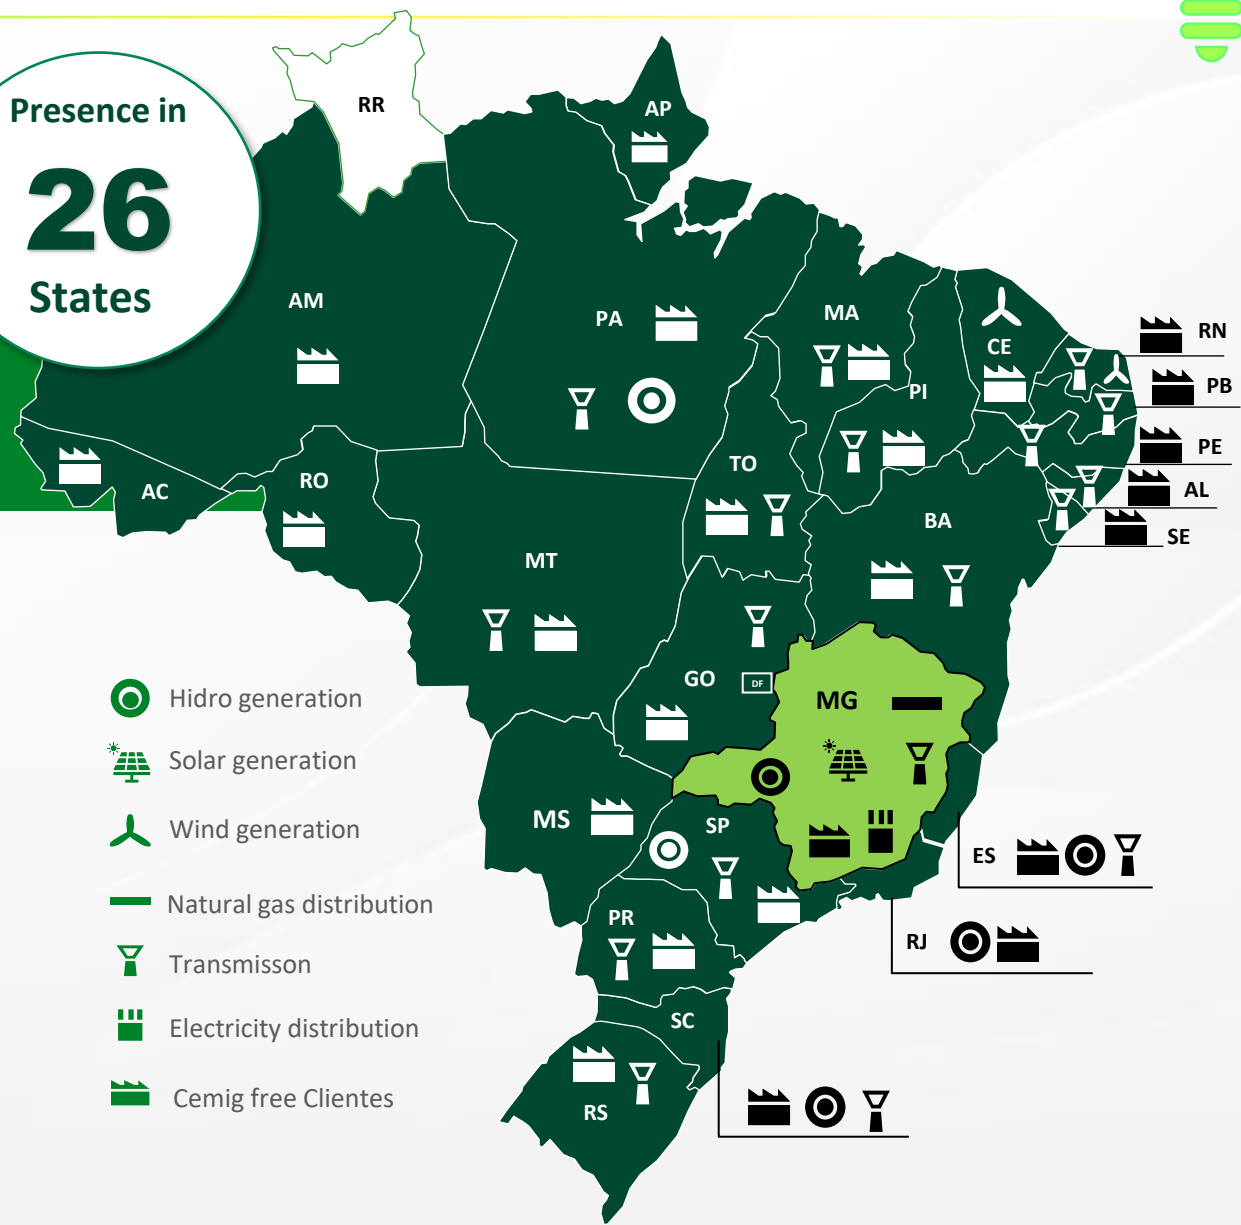 Presence in
26
States
RR
AP
AM
PA
MA
CE
PI
RN
PB
PE
AL
SE
AC
RO
TO
BA
MT
GO
DF
MG
MS
SP
ES
PR
RJ
SC
RS
Hidro generation
Solar generation
Wind generation
Natural gas distribution
Transmisson
Electricity distribution
Cemig free Clientes